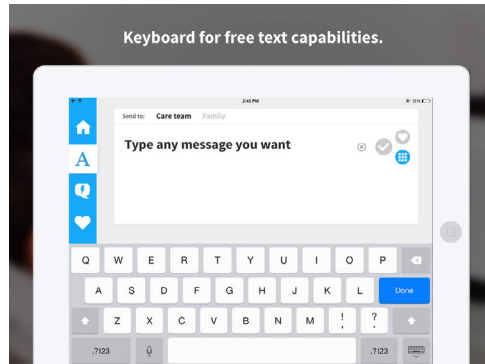 Keyboard for free text capabilities.
2:43 PM
Send to: Care team Family
A
Type any message you want
Q W E R T Y U I O P
A S D F G H J K L Done
Z X C V B N M ! , ? .
.?123 .?123